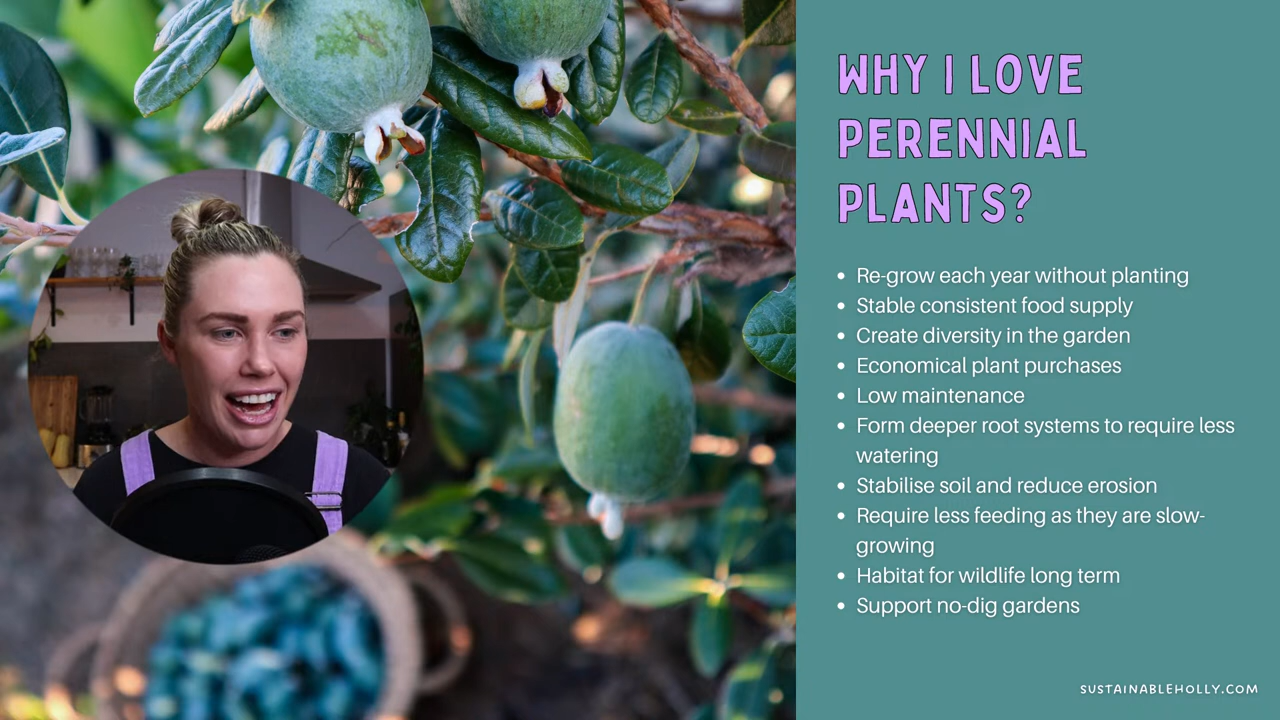 WHY I LOVE
PERENNIAL
PLANTS?
• Re-grow each year without planting
• Stable consistent food supply
• Create diversity in the garden
• Economical plant purchases
• Low maintenance
• Form deeper root systems to require less
watering
• Stabilise soil and reduce erosion
• Require less feeding as they are slow-
growing
• Habitat for wildlife long term
• Support no-dig gardens
SUSTAINABLEHOLLY.COM